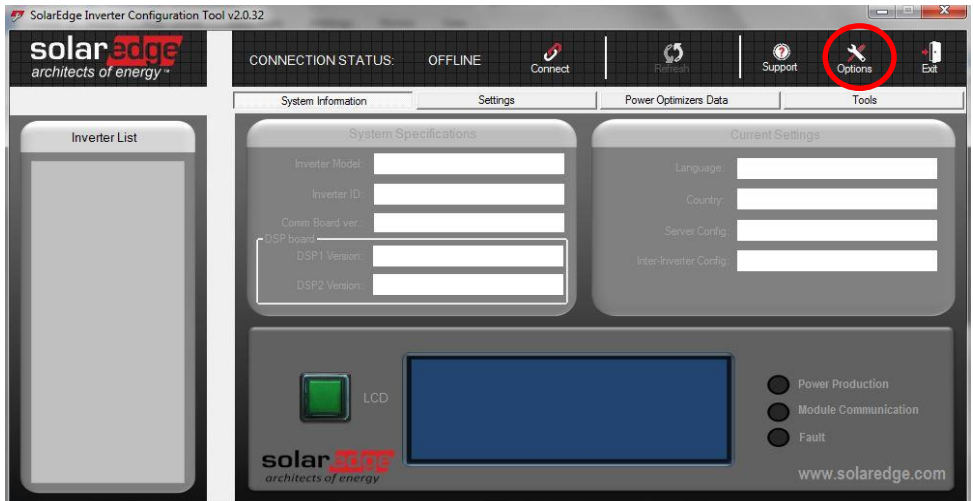 SolarEdge Inverter Configuration Tool v2.0.32
solaredge
architects of energy™
CONNECTION STATUS: OFFLINE
Connect
Refresh
Support
Options
Exit
System Information
Settings
Power Optimizers Data
Tools
Inverter List
System Specifications
Inverter Model:
Inverter ID:
Comm Board ver.:
DSP board
DSP1 Version:
DSP2 Version:
Current Settings
Language:
Country:
Server Config:
Inter-Inverter Config:
LCD
solaredge
architects of energy
Power Production
Module Communication
Fault
www.solaredge.com